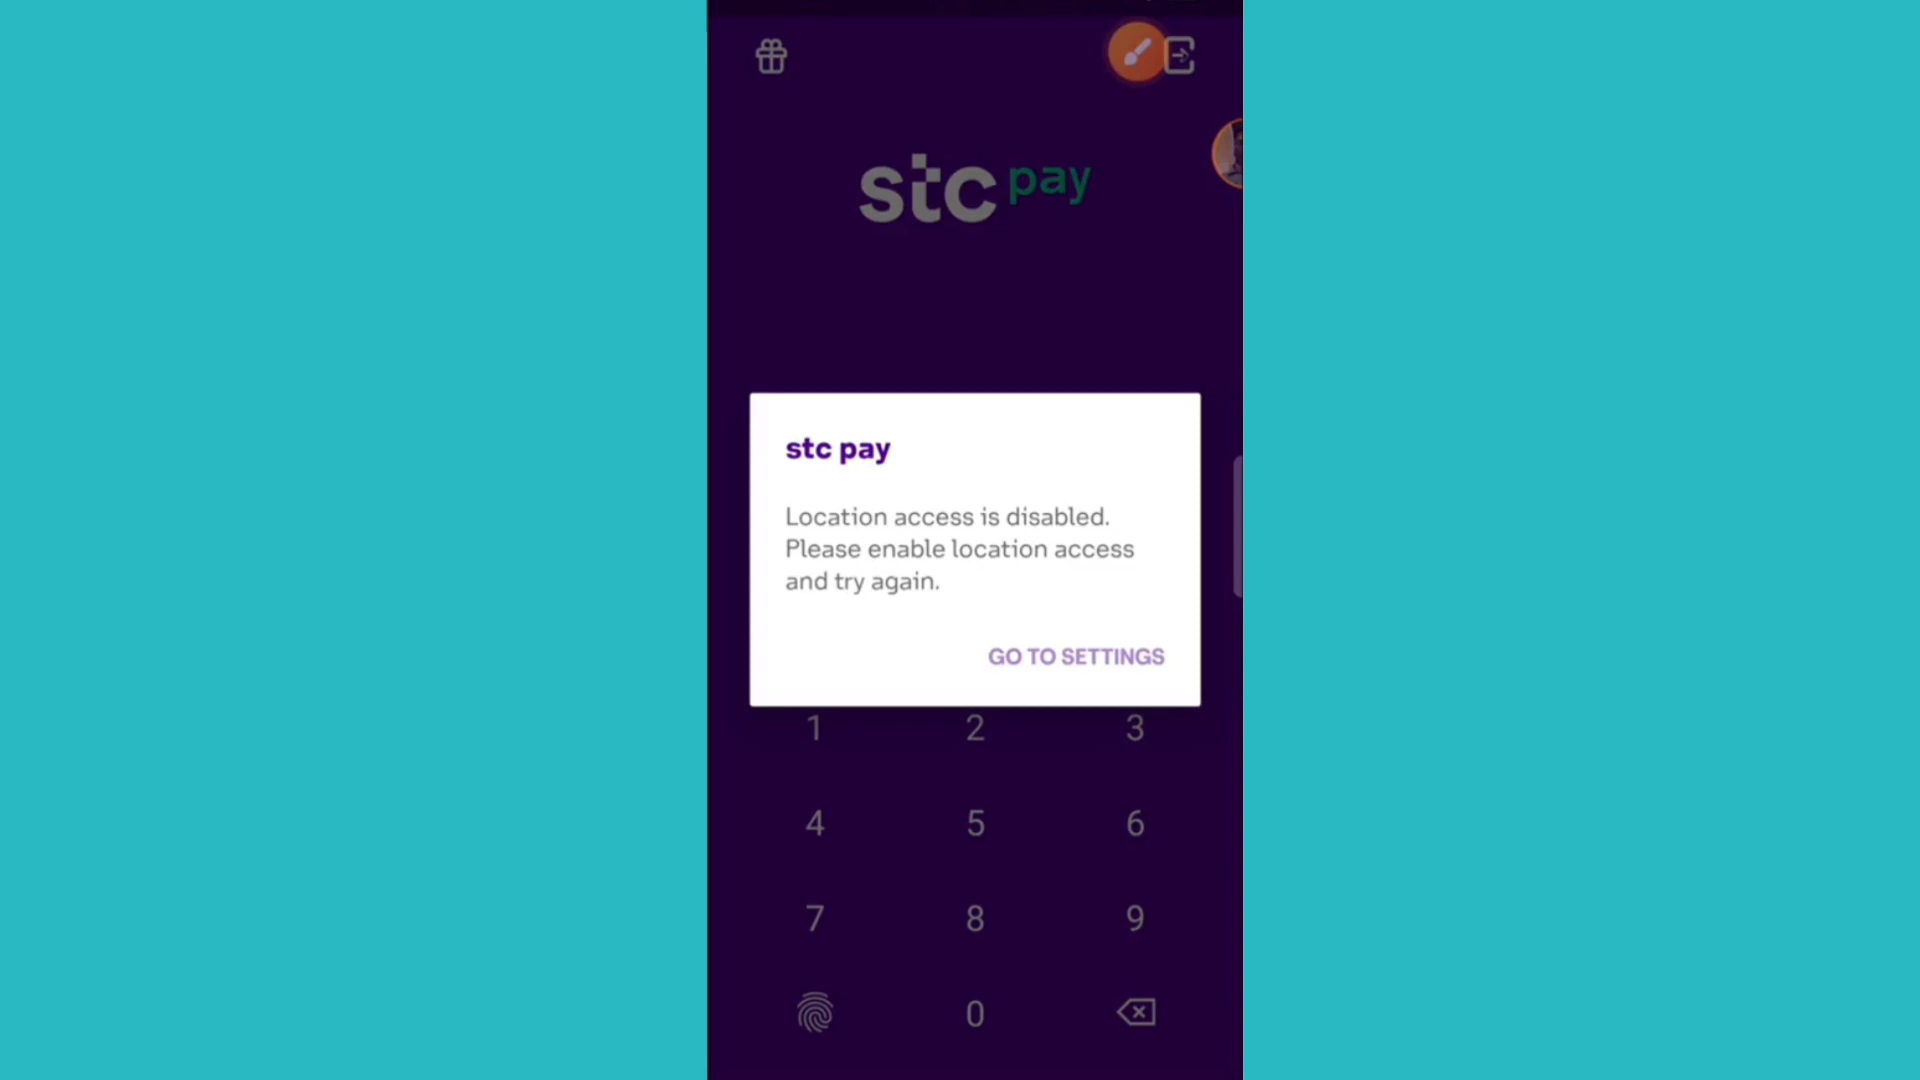 stc pay
stc pay
Location access is disabled.
Please enable location access
and try again.
GO TO SETTINGS
1 2 3
4 5 6
7 8 9
0